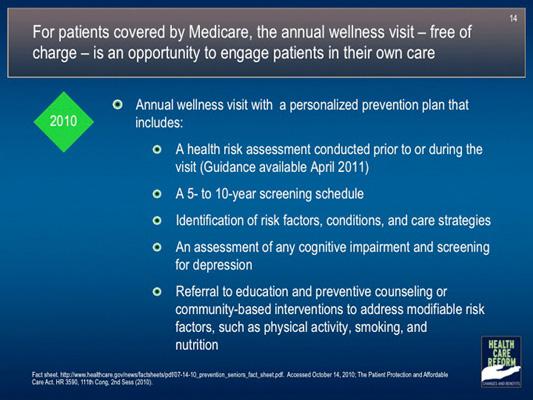 14
For patients covered by Medicare, the annual wellness visit – free of
charge – is an opportunity to engage patients in their own care
2010
Annual wellness visit with a personalized prevention plan that
includes:
A health risk assessment conducted prior to or during the
visit (Guidance available April 2011)
A 5- to 10-year screening schedule
Identification of risk factors, conditions, and care strategies
An assessment of any cognitive impairment and screening
for depression
Referral to education and preventive counseling or
community-based interventions to address modifiable risk
factors, such as physical activity, smoking, and
nutrition
HEALTH
CARE
REFORM
CHANGES AND BENEFITS
Fact sheet. http://www.healthcare.gov/news/factsheets/pdf/07-14-10_prevention_seniors_fact_sheet.pdf. Accessed October 14, 2010; The Patient Protection and Affordable
Care Act. HR 3590, 111th Cong, 2nd Sess (2010).